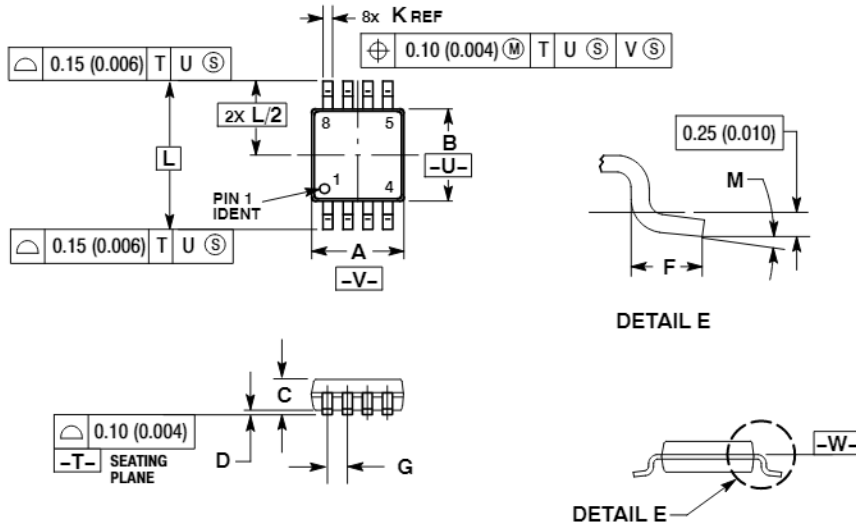 8x K REF
⌖ 0.10 (0.004) Ⓜ T U Ⓢ V Ⓢ
⌓ 0.15 (0.006) T U Ⓢ
2X L/2
8 5
B
-U-
L
PIN 1
IDENT
1 4
⌓ 0.15 (0.006) T U Ⓢ
A
-V-
0.25 (0.010)
M
F
DETAIL E
C
⌓ 0.10 (0.004)
-T- SEATING
PLANE
D
G
-W-
DETAIL E